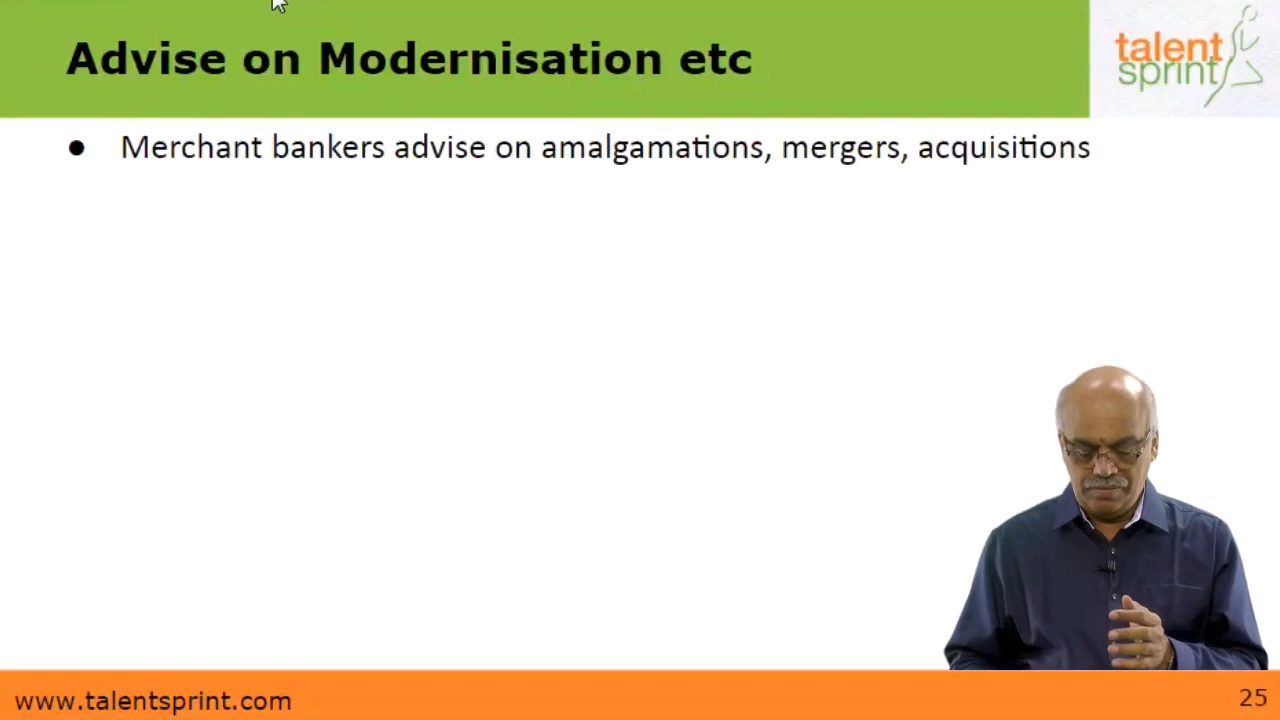 Advise on Modernisation etc
talent
sprint
● Merchant bankers advise on amalgamations, mergers, acquisitions
www.talentsprint.com
25